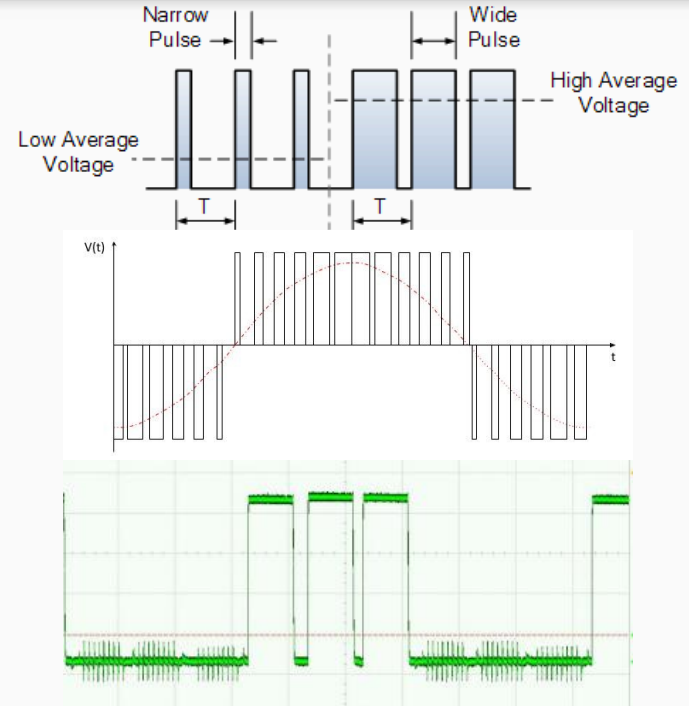 Narrow
Pulse
Wide
Pulse
High Average
Voltage
Low Average
Voltage
T
T
V(t)
t